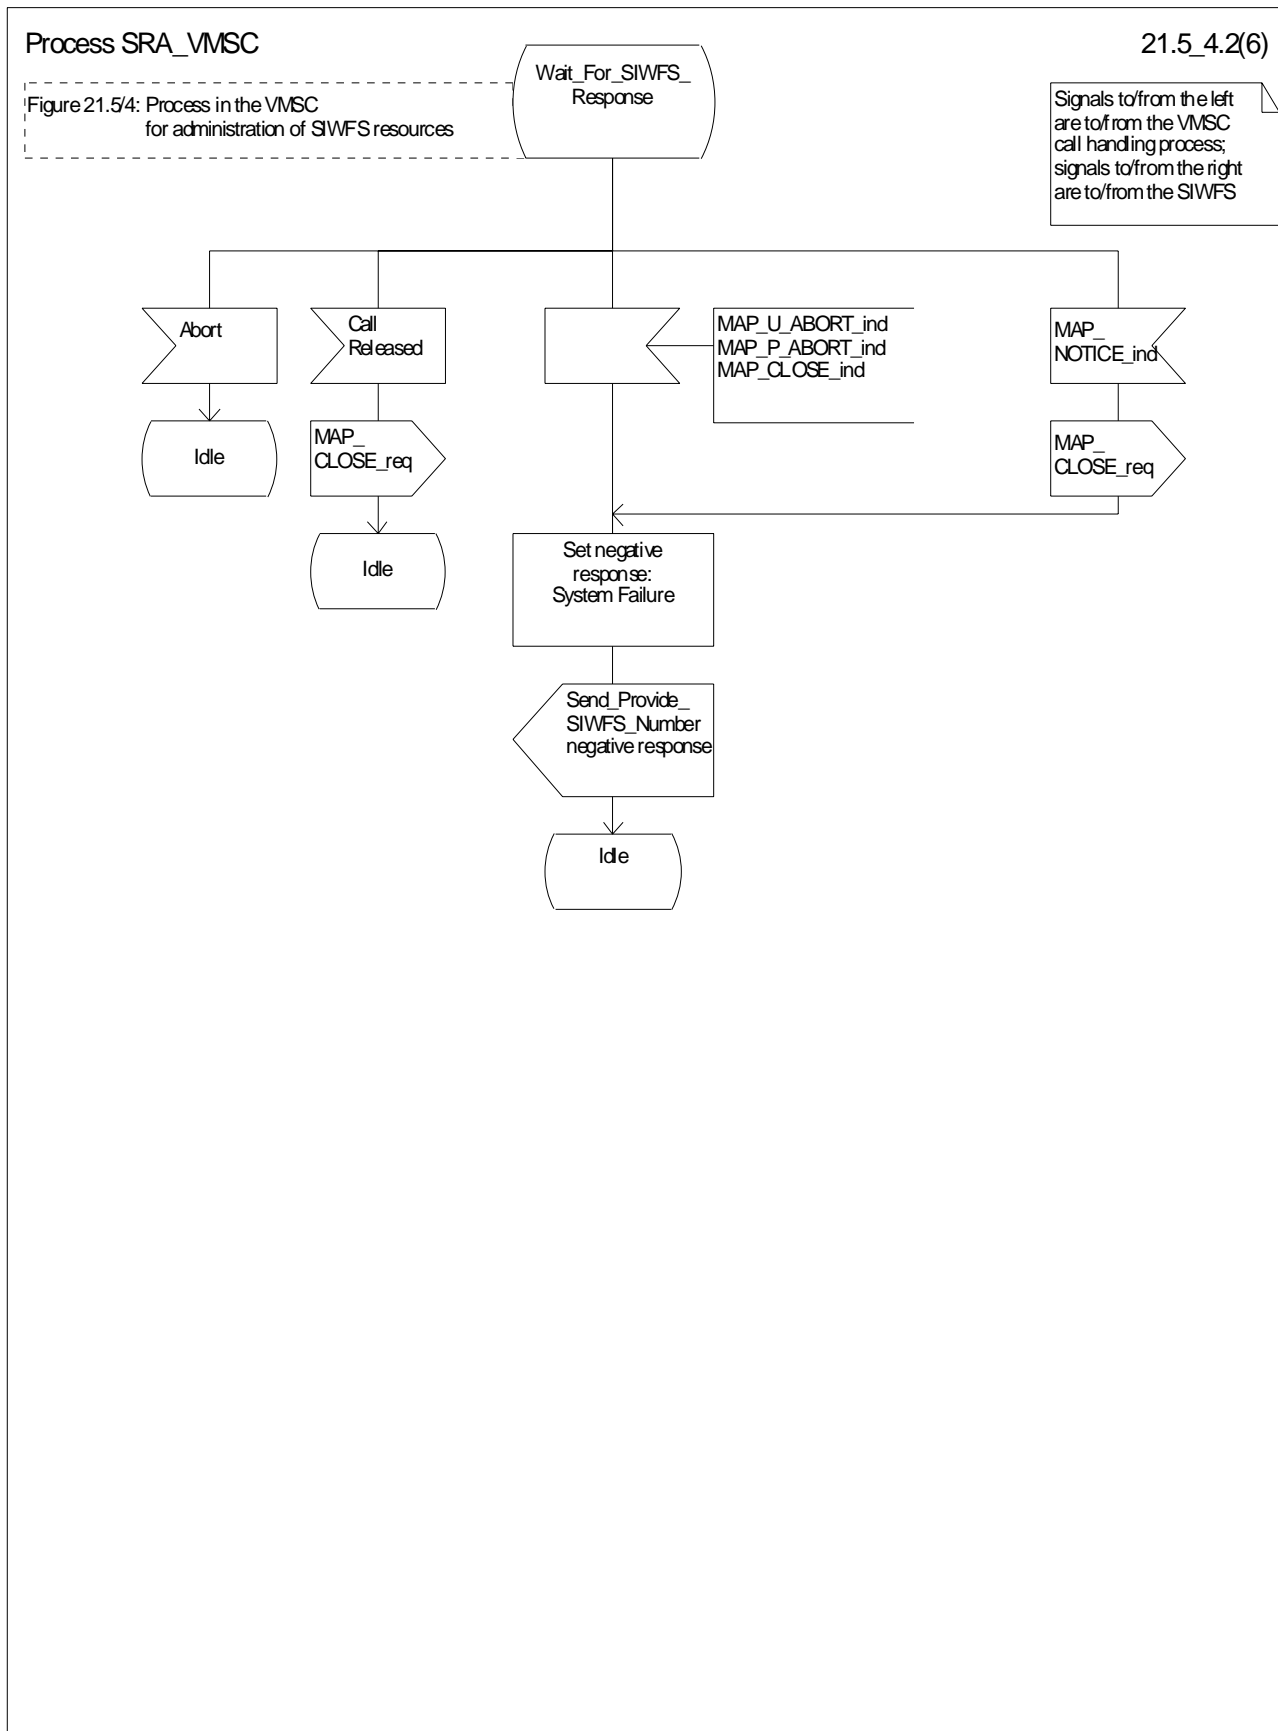 Process SRA_VMSC
21.5_4.2(6)
Figure 21.5/4: Process in the VMSC
for administration of SIWFS resources
Wait_For_SIWFS_
Response
Signals to/from the left
are to/from the VMSC
call handling process;
signals to/from the right
are to/from the SIWFS
Abort
Call
Released
MAP_U_ABORT_ind
MAP_P_ABORT_ind
MAP_CLOSE_ind
MAP_
NOTICE_ind
Idle
MAP_
CLOSE_req
MAP_
CLOSE_req
Idle
Set negative
response:
System Failure
Send_Provide_
SIWFS_Number
negative response
Idle